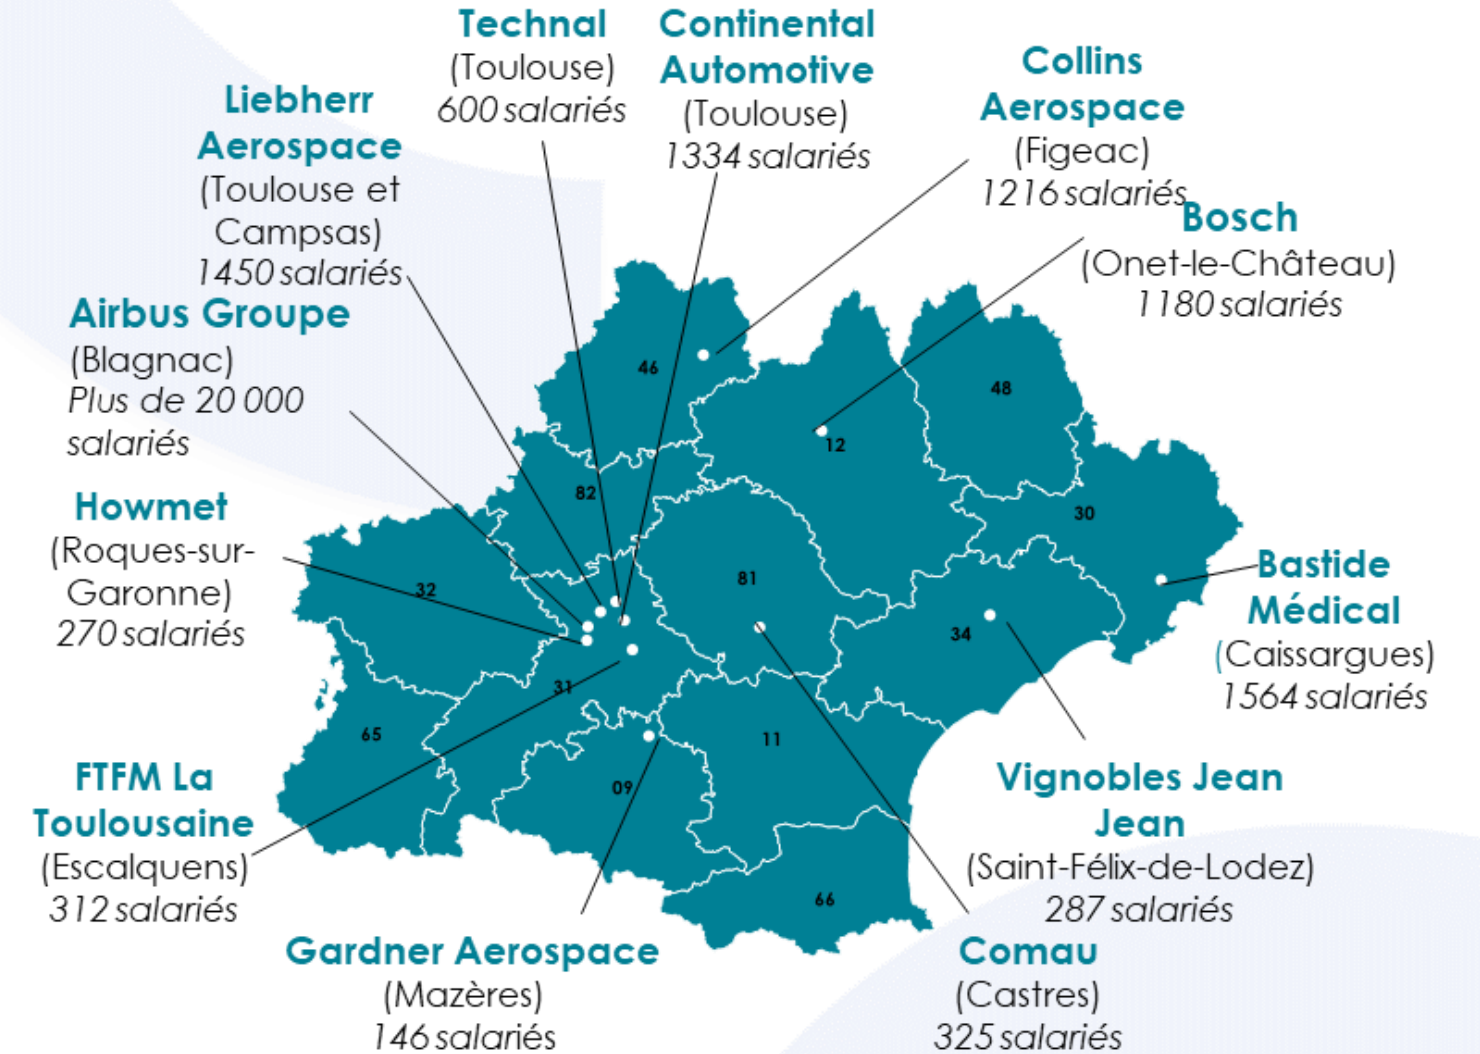 Technal
(Toulouse)
600 salariés
Continental
Automotive
(Toulouse)
1334 salariés
Collins
Aerospace
(Figeac)
1216 salariés
Liebherr
Aerospace
(Toulouse et
Campsas)
1450 salariés
Bosch
(Onet-le-Château)
1180 salariés
Airbus Groupe
(Blagnac)
Plus de 20 000
salariés
Howmet
(Roques-sur-
Garonne)
270 salariés
46
48
12
82
30
32
81
34
31
65
11
09
66
Bastide
Médical
(Caissargues)
1564 salariés
FTFM La
Toulousaine
(Escalquens)
312 salariés
Vignobles Jean
Jean
(Saint-Félix-de-Lodez)
287 salariés
Gardner Aerospace
(Mazères)
146 salariés
Comau
(Castres)
325 salariés